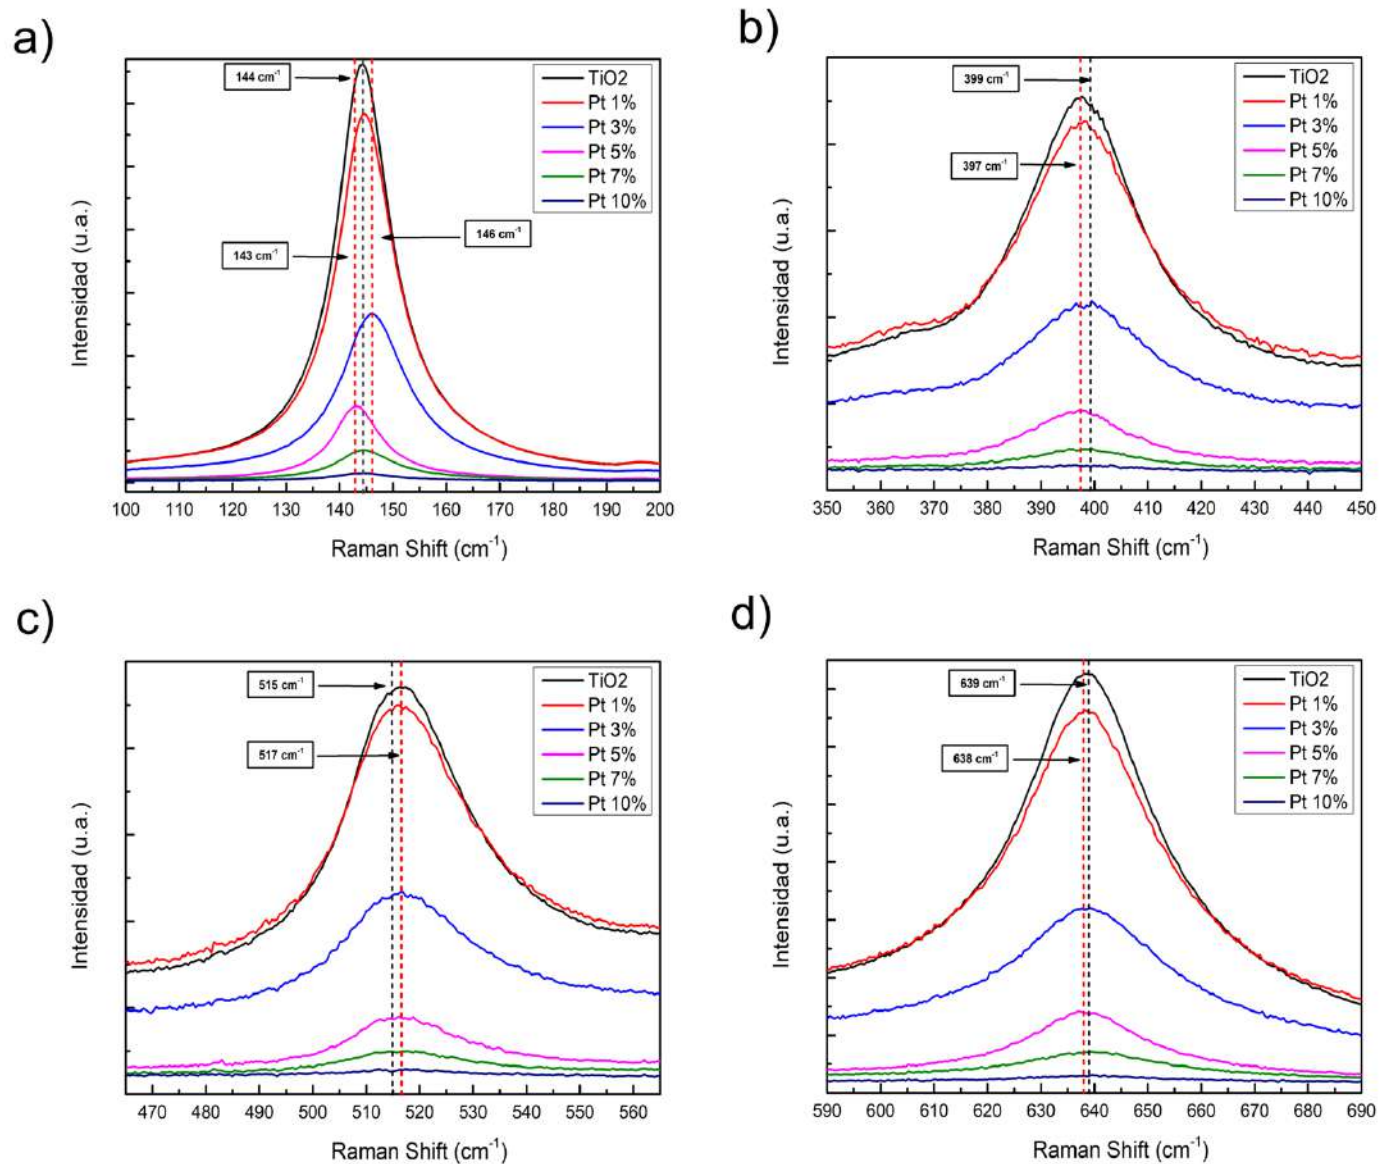 a)
144 cm-1
143 cm-1
146 cm-1
TiO2
Pt 1%
Pt 3%
Pt 5%
Pt 7%
Pt 10%
Intensidad (u.a.)
100 110 120 130 140 150 160 170 180 190 200
Raman Shift (cm-1)
b)
399 cm-1
397 cm-1
TiO2
Pt 1%
Pt 3%
Pt 5%
Pt 7%
Pt 10%
Intensidad (u.a.)
350 360 370 380 390 400 410 420 430 440 450
Raman Shift (cm-1)
c)
515 cm-1
517 cm-1
TiO2
Pt 1%
Pt 3%
Pt 5%
Pt 7%
Pt 10%
Intensidad (u.a.)
470 480 490 500 510 520 530 540 550 560
Raman Shift (cm-1)
d)
639 cm-1
638 cm-1
TiO2
Pt 1%
Pt 3%
Pt 5%
Pt 7%
Pt 10%
Intensidad (u.a.)
590 600 610 620 630 640 650 660 670 680 690
Raman Shift (cm-1)